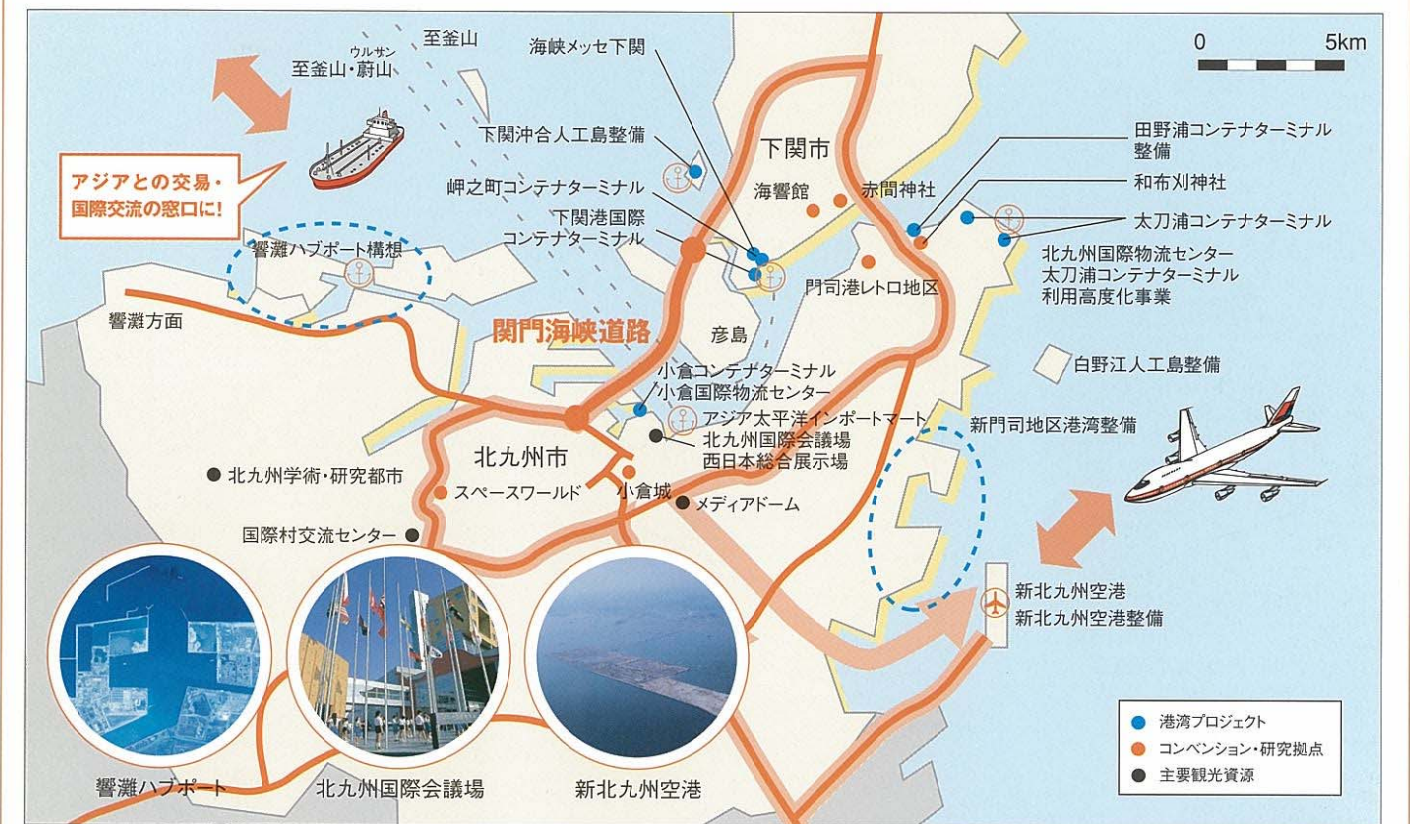 至釜山
ウルサン
至釜山・蔚山
海峡メッセ下関
0 5km
下関沖合人工島整備
下関市
田野浦コンテナターミナル
整備
アジアとの交易・
国際交流の窓口に!
岬之町コンテナターミナル
海響館
赤間神社
和布刈神社
下関港国際
コンテナターミナル
太刀浦コンテナターミナル
響灘ハブポート構想
北九州国際物流センター
太刀浦コンテナターミナル
利用高度化事業
門司港レトロ地区
響灘方面
関門海峡道路
彦島
白野江人工島整備
小倉コンテナターミナル
小倉国際物流センター
アジア太平洋インポートマート
北九州国際会議場
西日本総合展示場
新門司地区港湾整備
北九州市
北九州学術・研究都市
スペースワールド
小倉城
メディアドーム
国際村交流センター
新北九州空港
新北九州空港整備
港湾プロジェクト
コンベンション・研究拠点
主要観光資源
響灘ハブポート
北九州国際会議場
新北九州空港